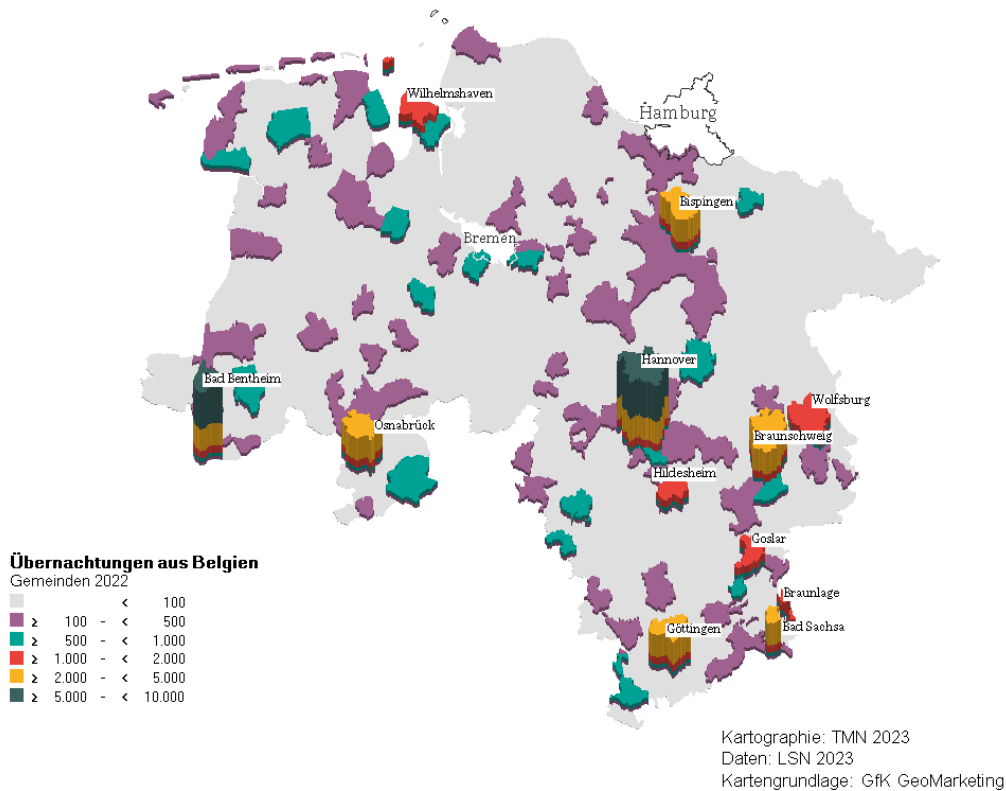 Wilhelmshaven
Hamburg
Bispingen
Bremen
Hannover
Bad Bentheim
Wolfsburg
Osnabrück
Braunschweig
Hildesheim
Goslar
Braunlage
Bad Sachsa
Göttingen
Übernachtungen aus Belgien
Gemeinden 2022
< 100
≥ 100 - < 500
≥ 500 - < 1.000
≥ 1.000 - < 2.000
≥ 2.000 - < 5.000
≥ 5.000 - < 10.000
Kartographie: TMN 2023
Daten: LSN 2023
Kartengrundlage: GfK GeoMarketing